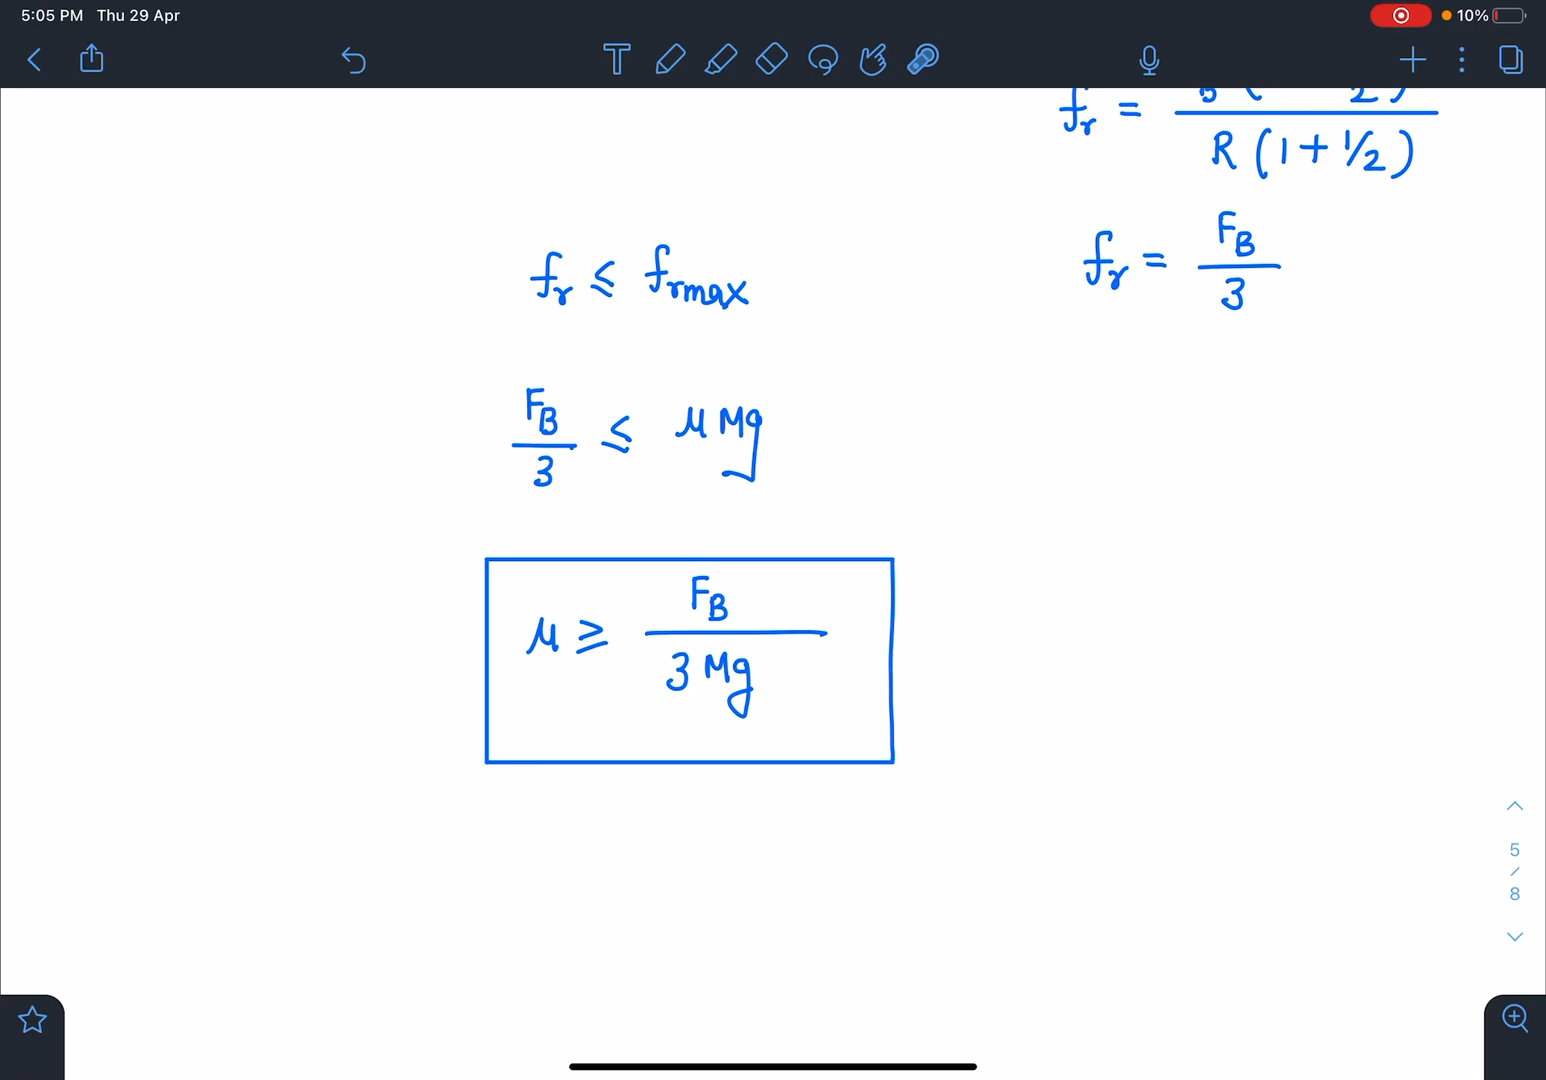 5:05 PM Thu 29 Apr
10%
T
fr =
R (1 + 1/2)
fr = FB / 3
fr ≤ frmax
FB / 3 ≤ μ Mg
μ ≥ FB / 3 Mg
5
/
8